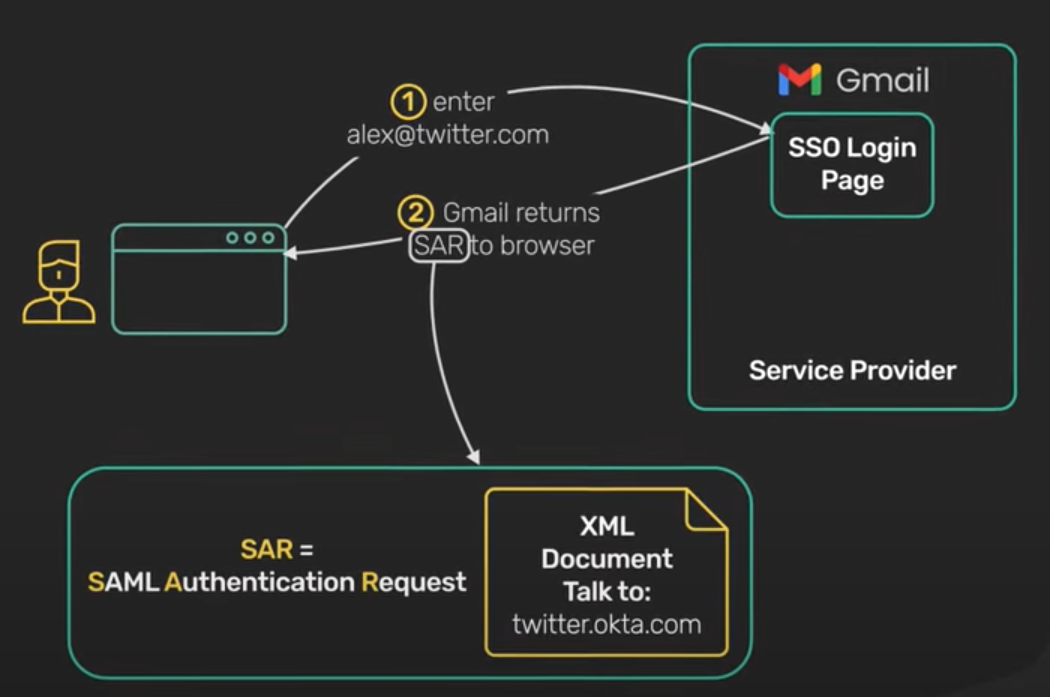 Gmail
1 enter
alex@twitter.com
SSO Login
Page
2 Gmail returns
SAR to browser
Service Provider
SAR =
SAML Authentication Request
XML
Document
Talk to:
twitter.okta.com